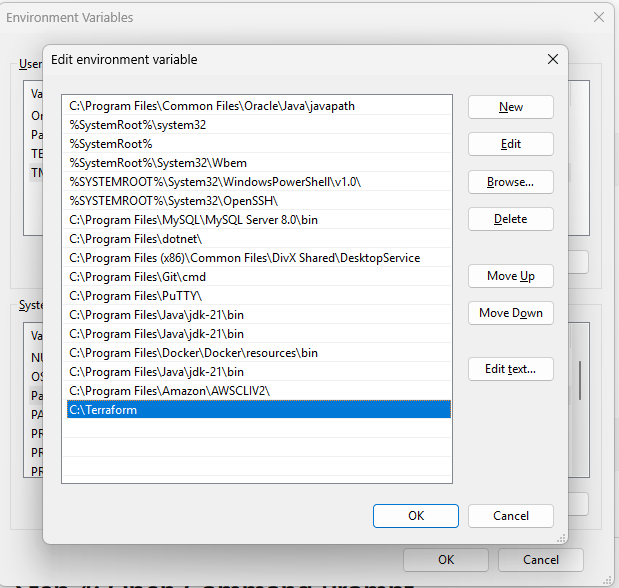 Environment Variables
Edit environment variable
User
Va
C:\Program Files\Common Files\Oracle\Java\javapath
New
%SystemRoot%\system32
Pa
%SystemRoot%
Edit
TE
%SystemRoot%\System32\Wbem
%SYSTEMROOT%\System32\WindowsPowerShell\v1.0\
Browse...
%SYSTEMROOT%\System32\OpenSSH\
C:\Program Files\MySQL\MySQL Server 8.0\bin
Delete
C:\Program Files\dotnet\
C:\Program Files (x86)\Common Files\DivX Shared\DesktopService
C:\Program Files\Git\cmd
Move Up
C:\Program Files\PuTTY\
Syste
C:\Program Files\Java\jdk-21\bin
Move Down
Va
C:\Program Files\Java\jdk-21\bin
C:\Program Files\Docker\Docker\resources\bin
C:\Program Files\Java\jdk-21\bin
Edit text...
OS
C:\Program Files\Amazon\AWSCLIV2\
Pa
C:\Terraform
PA
PR
PR
PR
OK
Cancel
OK
Cancel